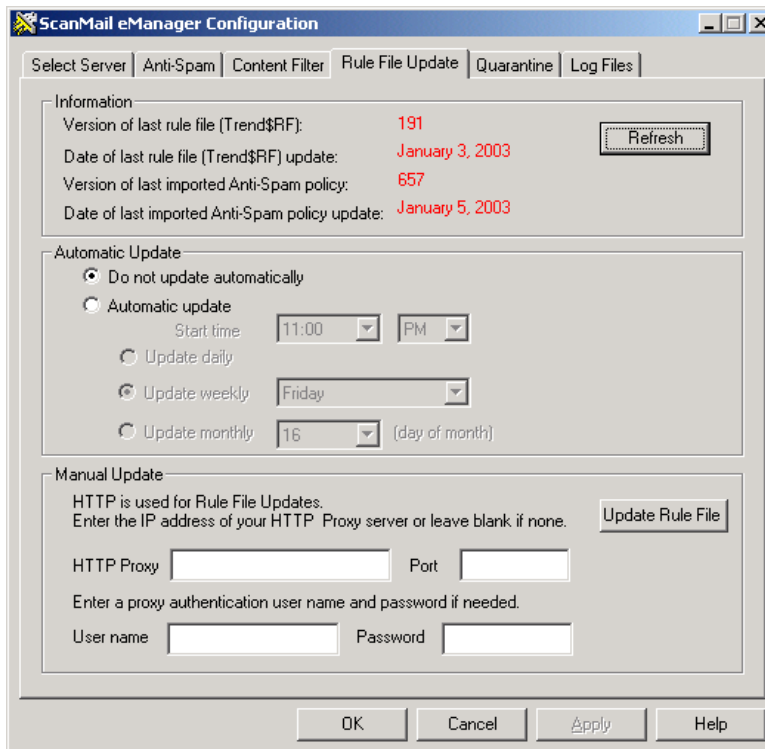 ScanMail eManager Configuration
Select Server Anti-Spam Content Filter Rule File Update Quarantine Log Files
Information
Version of last rule file (Trend$RF): 191
Refresh
Date of last rule file (Trend$RF) update: January 3, 2003
Version of last imported Anti-Spam policy: 657
Date of last imported Anti-Spam policy update: January 5, 2003
Automatic Update
Do not update automatically
Automatic update
Start time 11:00 PM
Update daily
Update weekly Friday
Update monthly 16 (day of month)
Manual Update
HTTP is used for Rule File Updates.
Enter the IP address of your HTTP Proxy server or leave blank if none.
Update Rule File
HTTP Proxy Port
Enter a proxy authentication user name and password if needed.
User name Password
OK Cancel Apply Help